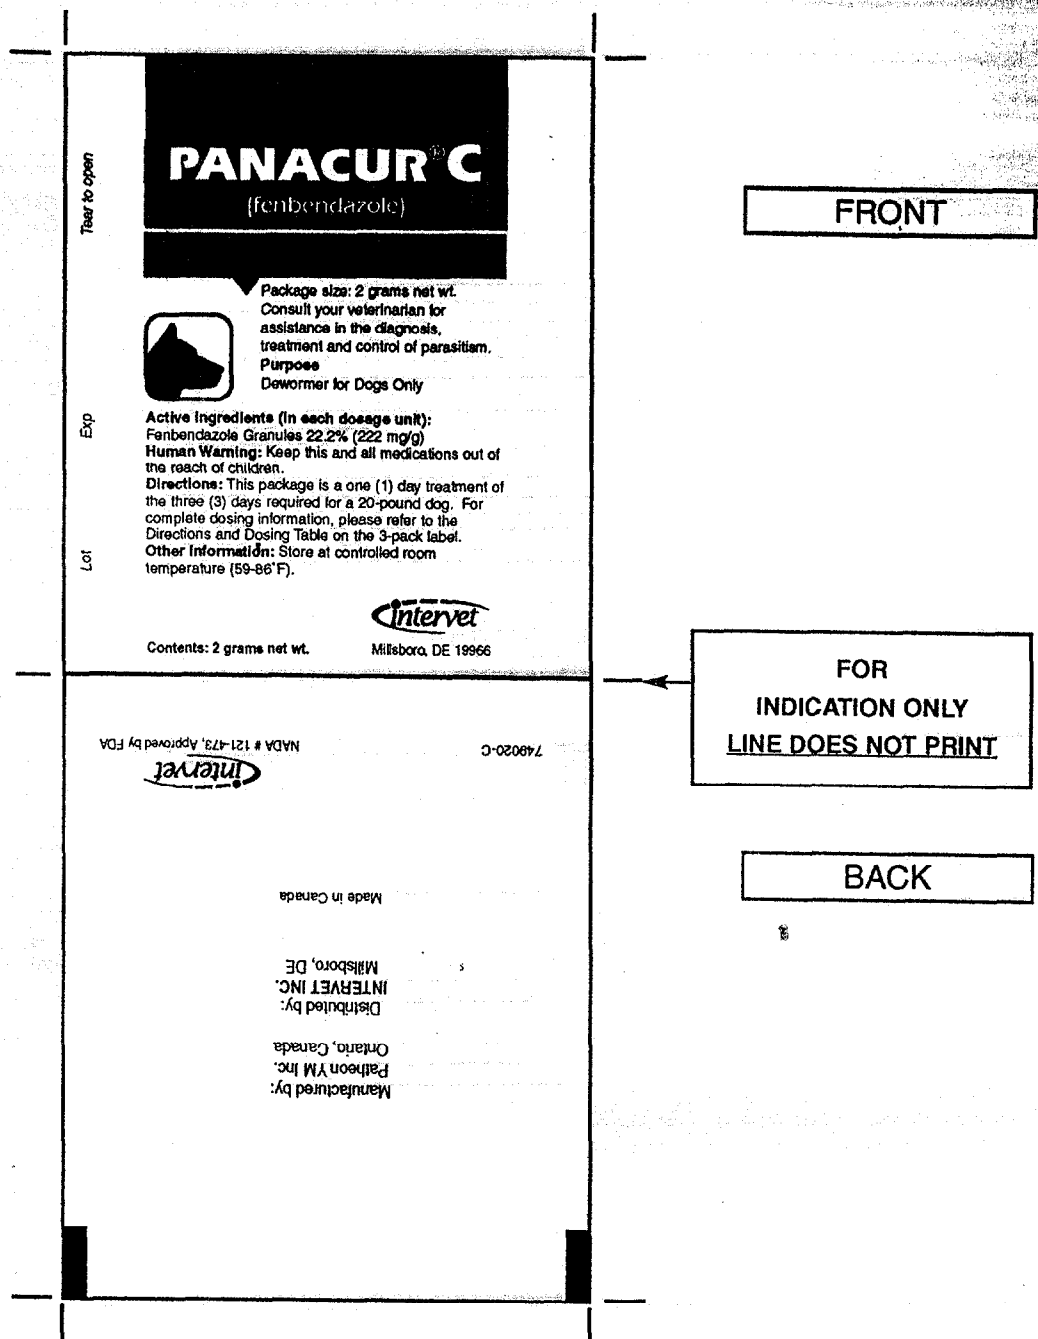 PANACUR® C
(fenbendazole)
Tear to open
Exp
Lot
Package size: 2 grams net wt.
Consult your veterinarian for
assistance in the diagnosis,
treatment and control of parasitism.
Purpose
Dewormer for Dogs Only
Active Ingredients (in each dosage unit):
Fenbendazole Granules 22.2% (222 mg/g)
Human Warning: Keep this and all medications out of
the reach of children.
Directions: This package is a one (1) day treatment of
the three (3) days required for a 20-pound dog. For
complete dosing information, please refer to the
Directions and Dosing Table on the 3-pack label.
Other Information: Store at controlled room
temperature (59-86°F).
intervet
Contents: 2 grams net wt.
Millsboro, DE 19966
FRONT
FOR
INDICATION ONLY
LINE DOES NOT PRINT
BACK
Manufactured by:
Patheon YM Inc.
Ontario, Canada
Distributed by:
INTERVET INC.
Millsboro, DE
Made in Canada
intervet
749020-C
NADA # 121-473, Approved by FDA